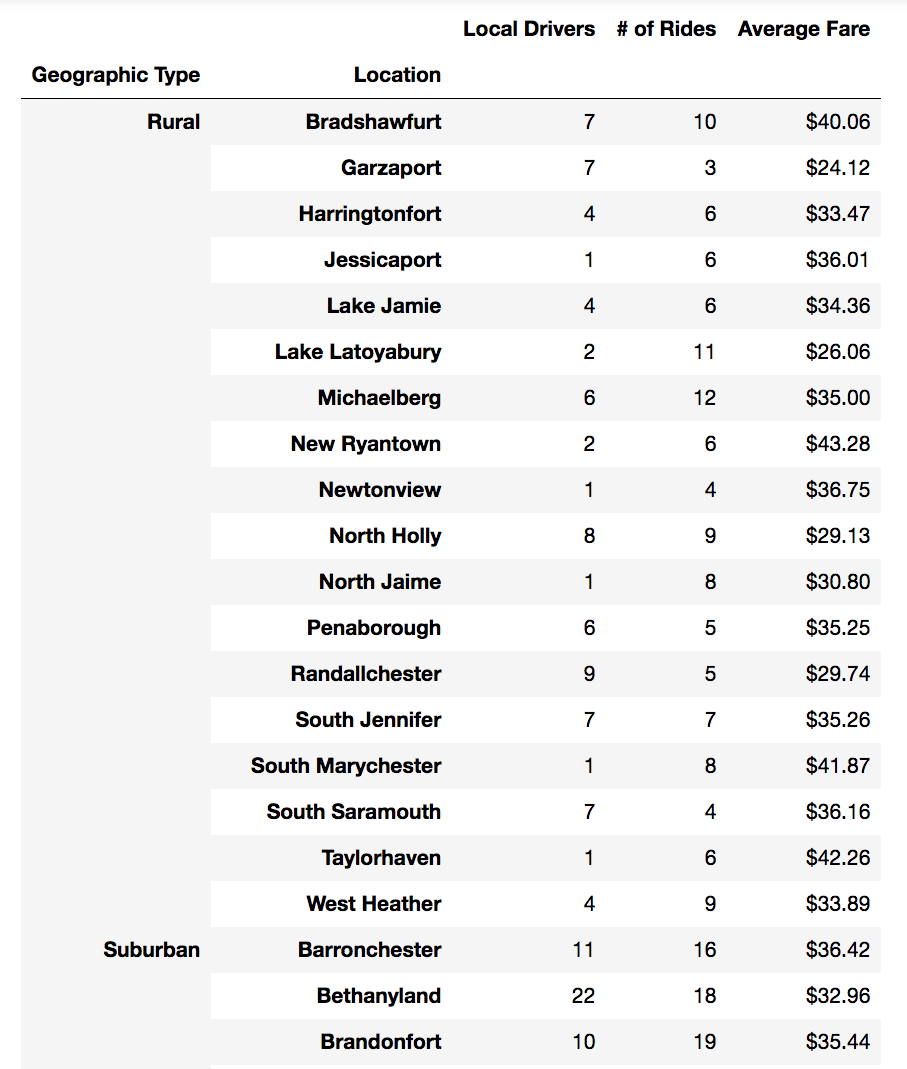 Local Drivers # of Rides Average Fare
Geographic Type Location
Rural Bradshawfurt 7 10 $40.06
Garzaport 7 3 $24.12
Harringtonfort 4 6 $33.47
Jessicaport 1 6 $36.01
Lake Jamie 4 6 $34.36
Lake Latoyabury 2 11 $26.06
Michaelberg 6 12 $35.00
New Ryantown 2 6 $43.28
Newtonview 1 4 $36.75
North Holly 8 9 $29.13
North Jaime 1 8 $30.80
Penaborough 6 5 $35.25
Randallchester 9 5 $29.74
South Jennifer 7 7 $35.26
South Marychester 1 8 $41.87
South Saramouth 7 4 $36.16
Taylorhaven 1 6 $42.26
West Heather 4 9 $33.89
Suburban Barronchester 11 16 $36.42
Bethanyland 22 18 $32.96
Brandonfort 10 19 $35.44